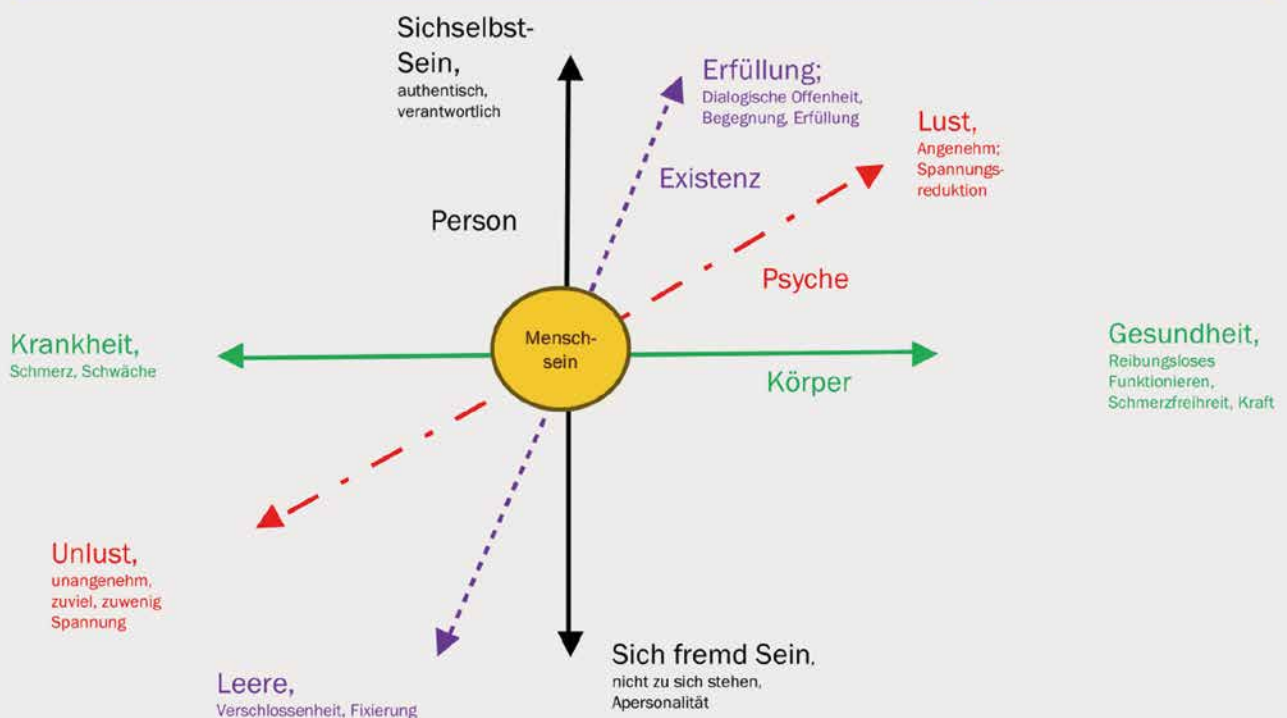 Sichselbst-
Sein,
authentisch,
verantwortlich
Erfüllung;
Dialogische Offenheit,
Begegnung, Erfüllung
Lust,
Angenehm;
Spannungs-
reduktion
Existenz
Person
Psyche
Krankheit,
Schmerz, Schwäche
Mensch-
sein
Körper
Gesundheit,
Reibungsloses
Funktionieren,
Schmerzfreihreit, Kraft
Unlust,
unangenehm,
zuviel, zuwenig
Spannung
Leere,
Verschlossenheit, Fixierung
Sich fremd Sein,
nicht zu sich stehen,
Apersonalität